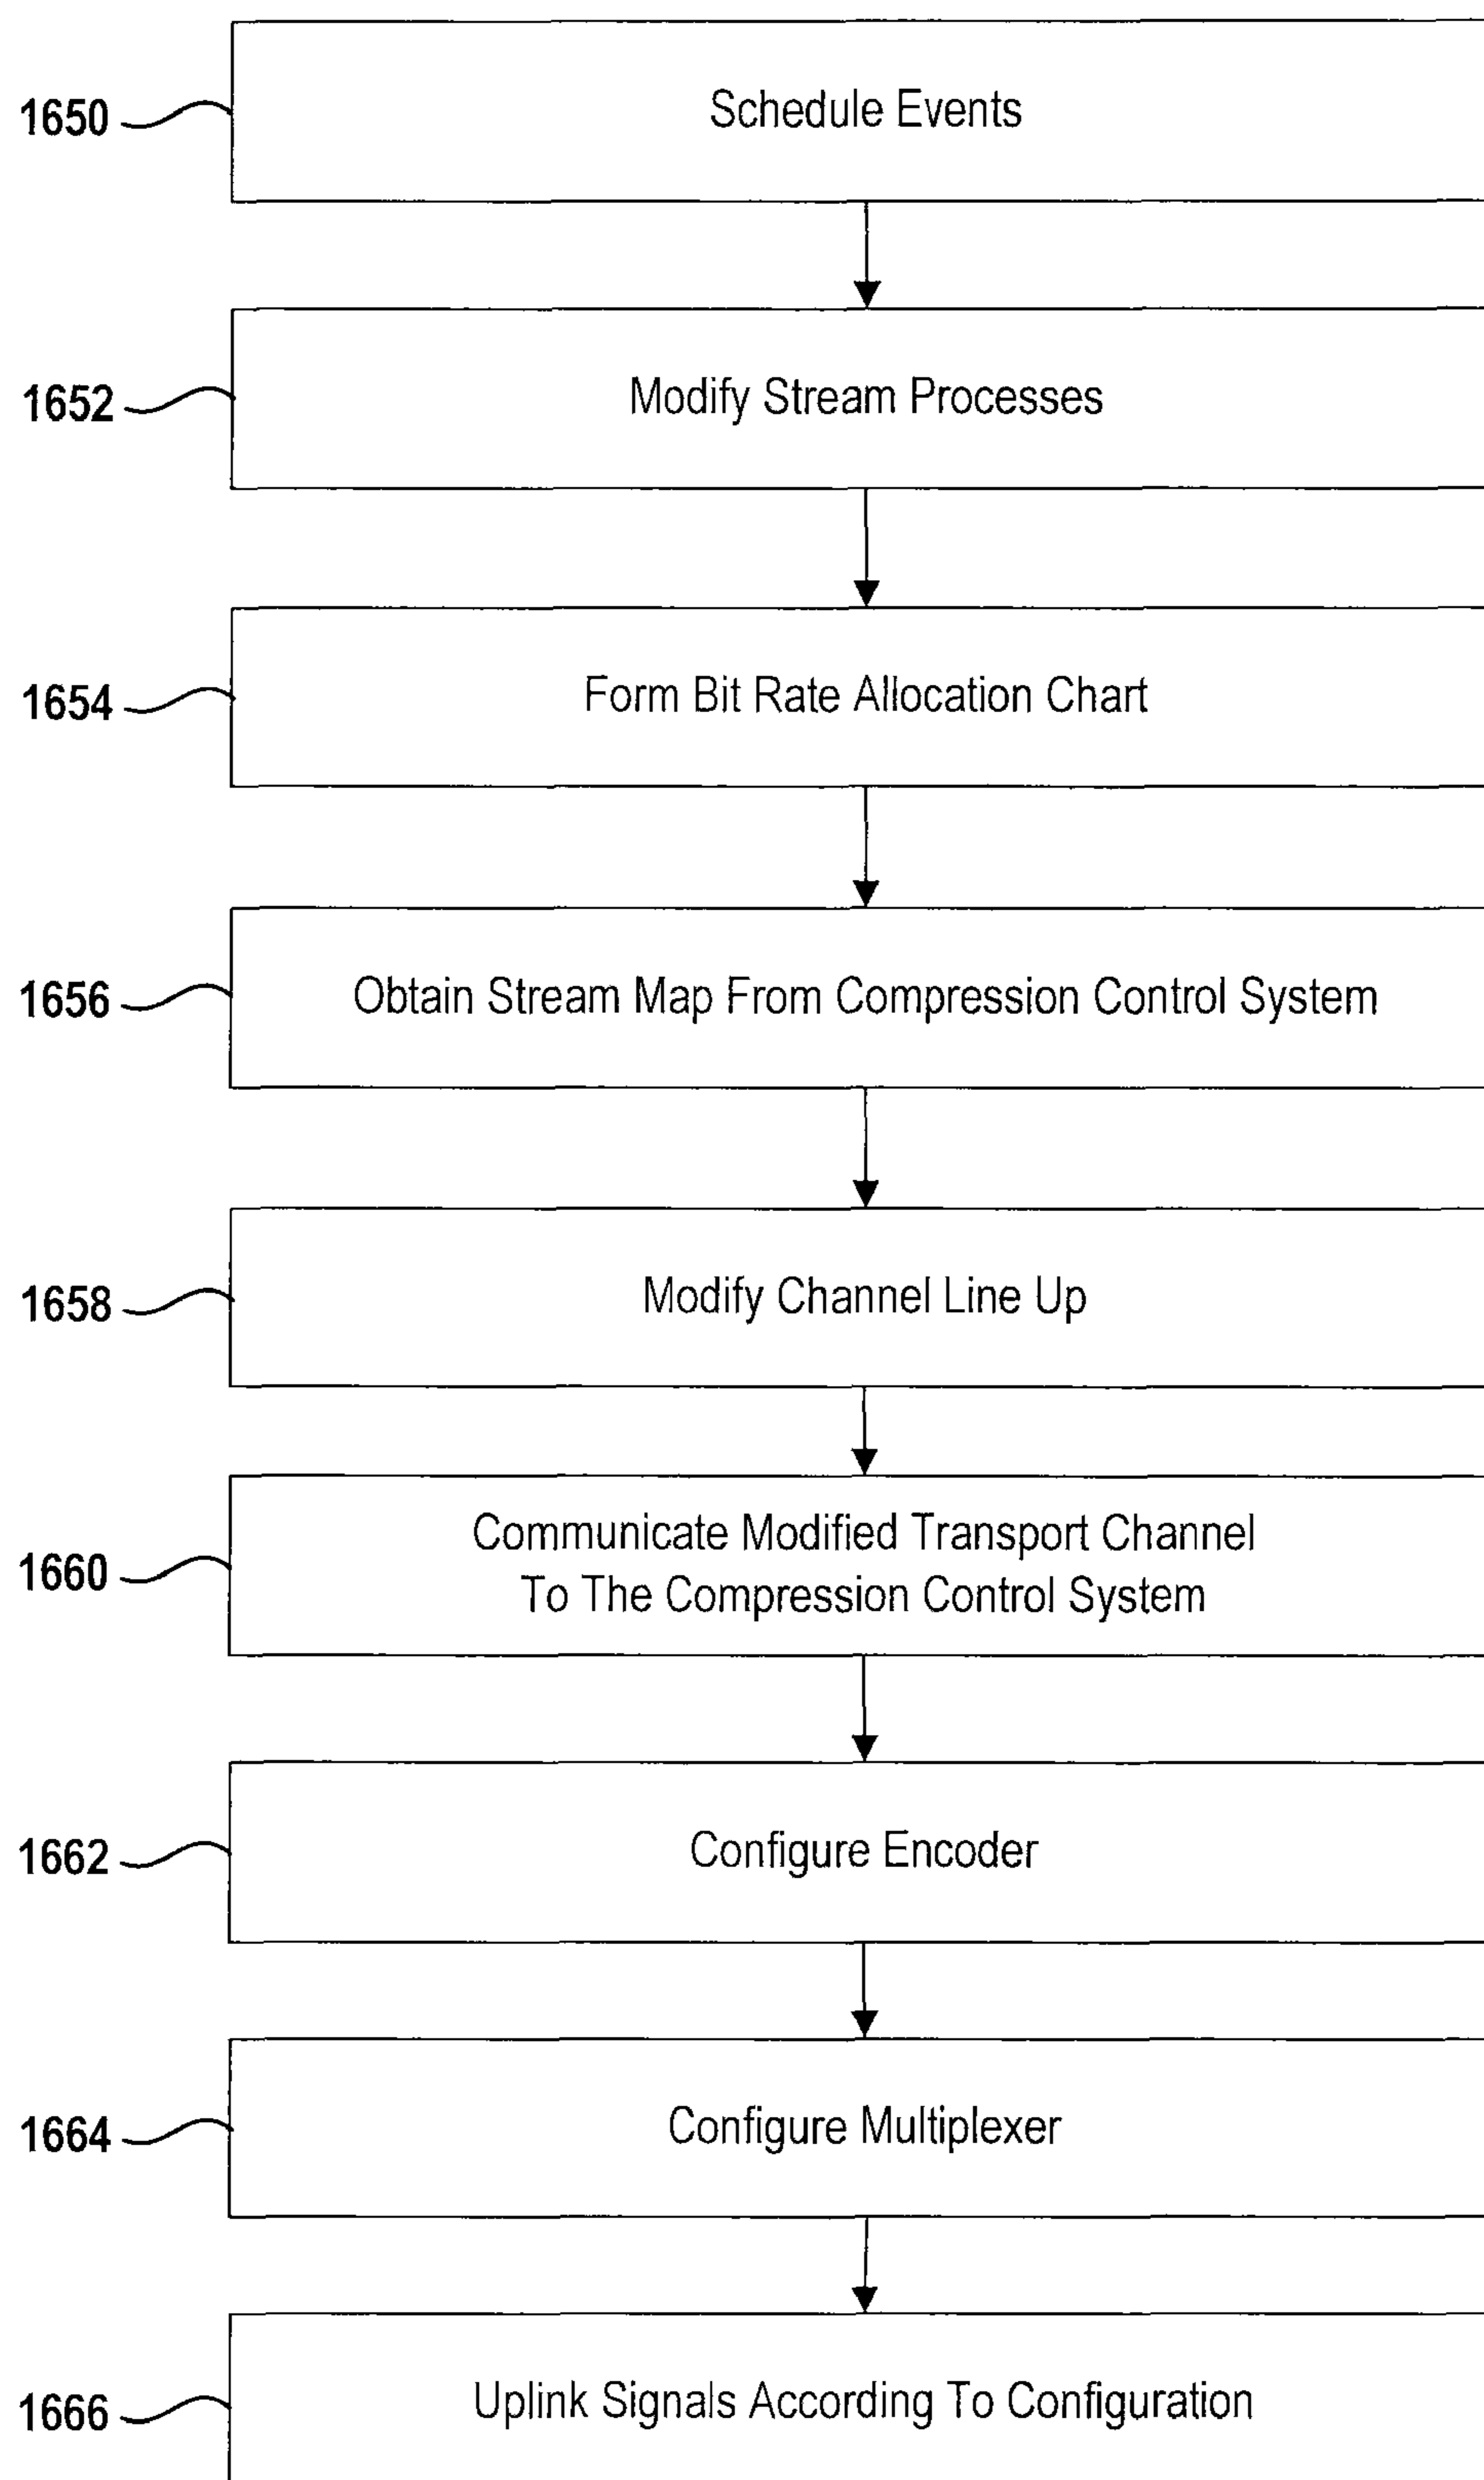 1650
Schedule Events
1652
Modify Stream Processes
1654
Form Bit Rate Allocation Chart
1656
Obtain Stream Map From Compression Control System
1658
Modify Channel Line Up
1660
Communicate Modified Transport Channel
To The Compression Control System
1662
Configure Encoder
1664
Configure Multiplexer
1666
Uplink Signals According To Configuration